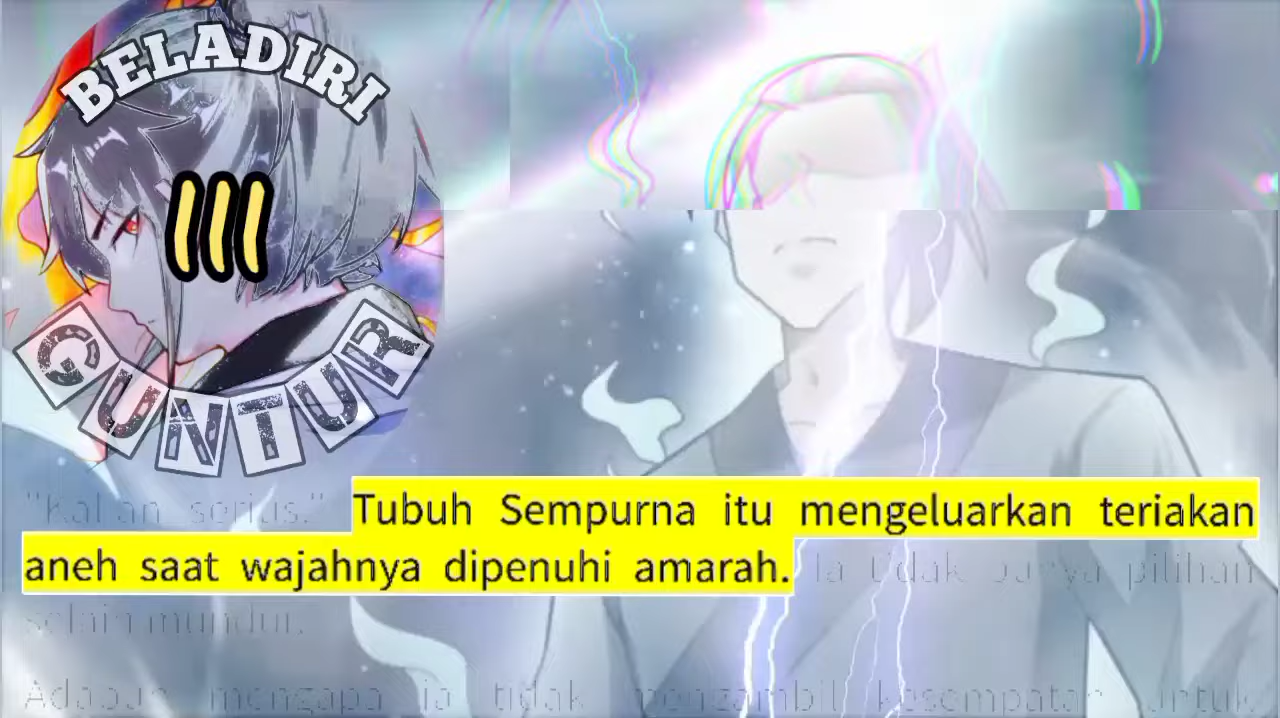 BELADIRI
III
GUNTUR
"Kalian serius." Tubuh Sempurna itu mengeluarkan teriakan
aneh saat wajahnya dipenuhi amarah. Ia tidak punya pilihan
selain mundur.
Adapun mengapa ia tidak mengambil kesempatan untuk